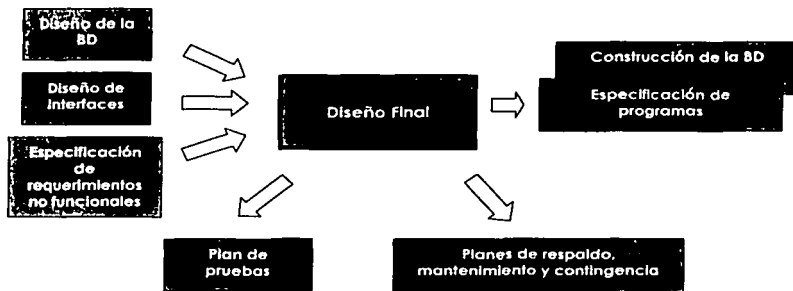 Diseño de la
BD
Diseño de
Interfaces
Especificación
de
requerimientos
no funcionales
Diseño Final
Construcción de la BD
Especificación de
programas
Plan de
pruebas
Planes de respaldo,
mantenimiento y contingencia